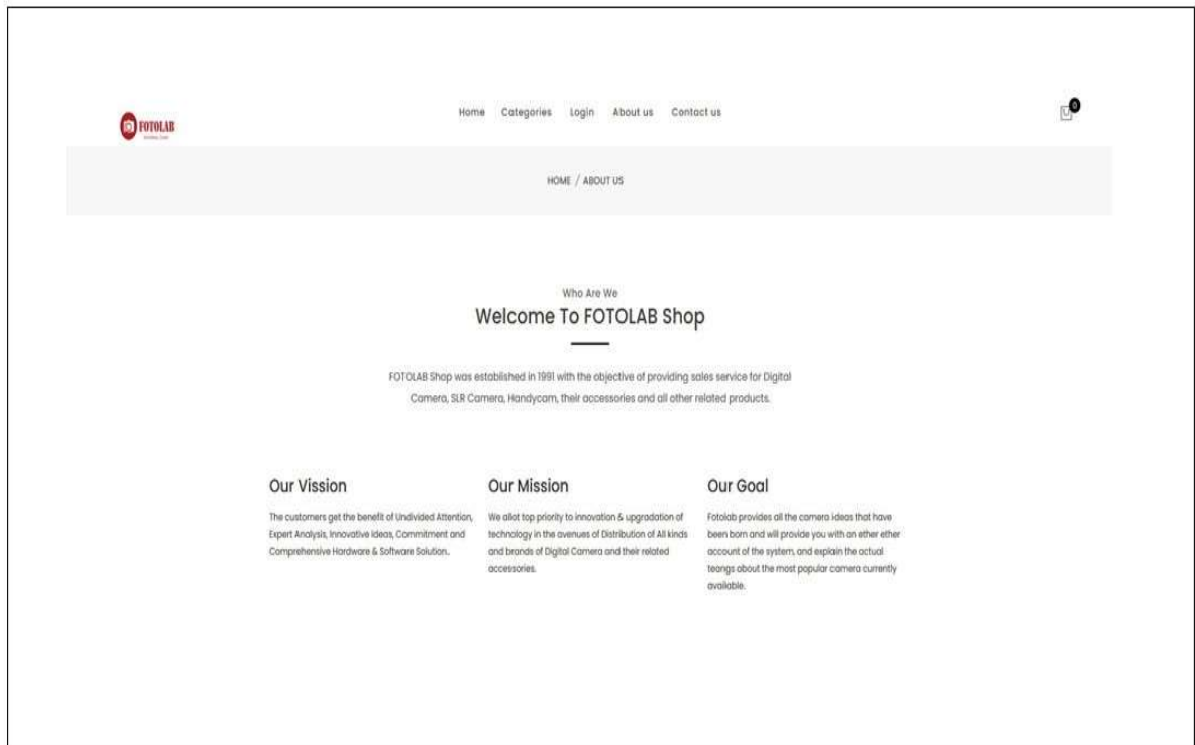 FOTOLAB
Home Categories Login About us Contact us
0
HOME / ABOUT US
Who Are We
Welcome To FOTOLAB Shop
FOTOLAB Shop was established in 1991 with the objective of providing sales service for Digital
Camera, SLR Camera, Handycam, their accessories and all other related products.
Our Vission
The customers get the benefit of Undivided Attention,
Expert Analysis, Innovative Ideas, Commitment and
Comprehensive Hardware & Software Solution.
Our Mission
We allot top priority to innovation & upgradation of
technology in the avenues of Distribution of All kinds
and brands of Digital Camera and their related
accessories.
Our Goal
Fotolab provides all the camera ideas that have
been born and will provide you with an ether ether
account of the system, and explain the actual
teangs about the most popular camera currently
available.